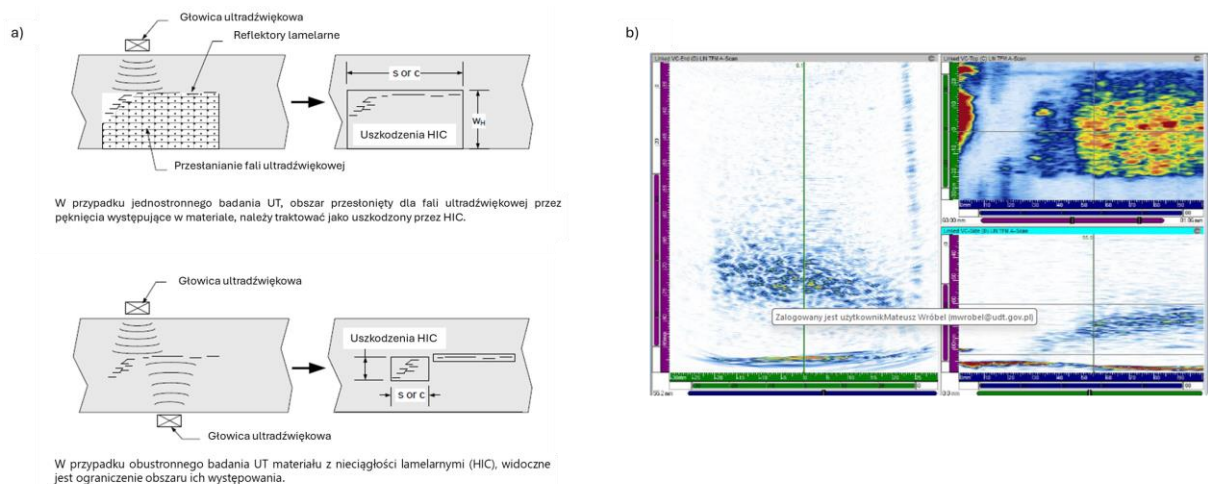 a)
Głowica ultradźwiękowa
Reflektory lamelarne
s or c
Uszkodzenia HIC
WH
Przesłanianie fali ultradźwiękowej
W przypadku jednostronnego badania UT, obszar przesłonięty dla fali ultradźwiękowej przez
pęknięcia występujące w materiale, należy traktować jako uszkodzony przez HIC.
Głowica ultradźwiękowa
Uszkodzenia HIC
s or c
Głowica ultradźwiękowa
W przypadku obustronnego badania UT materiału z nieciągłości lamelarnymi (HIC), widoczne
jest ograniczenie obszaru ich występowania.
b)
Zalogowany jest użytkownikMateusz Wróbel (mwrobel@udt.gov.pl)